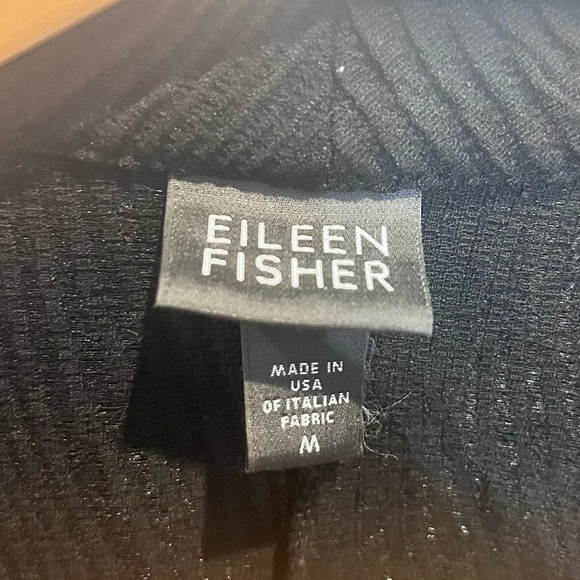 EILEEN
FISHER
MADE IN
USA
OF ITALIAN
FABRIC
M